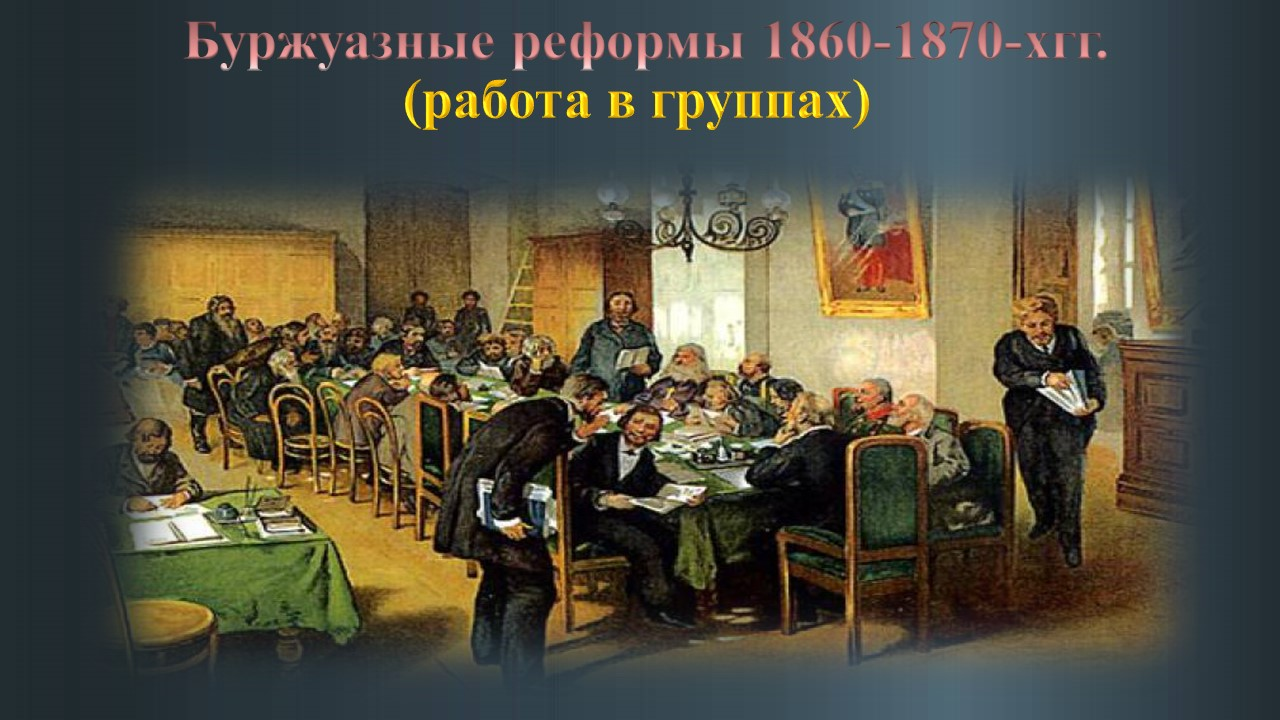 Буржуазные реформы 1860-1870-хгг.
(работа в группах)